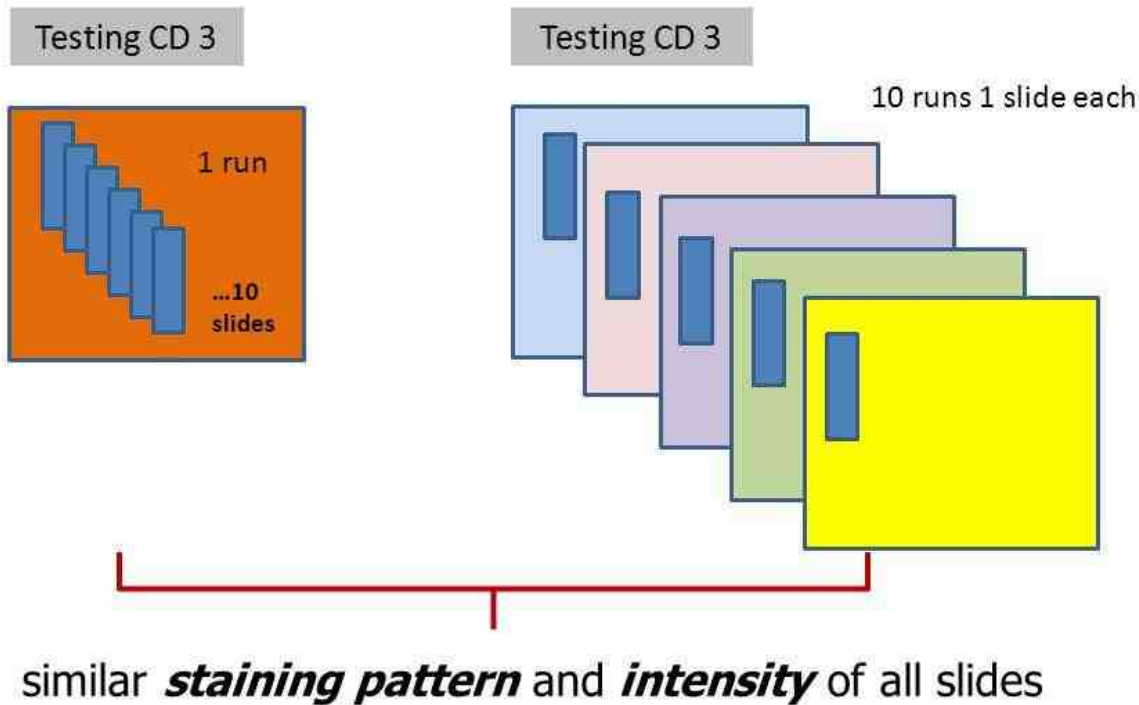 Testing CD 3
Testing CD 3
10 runs 1 slide each
1 run
...10
slides
similar staining pattern and intensity of all slides